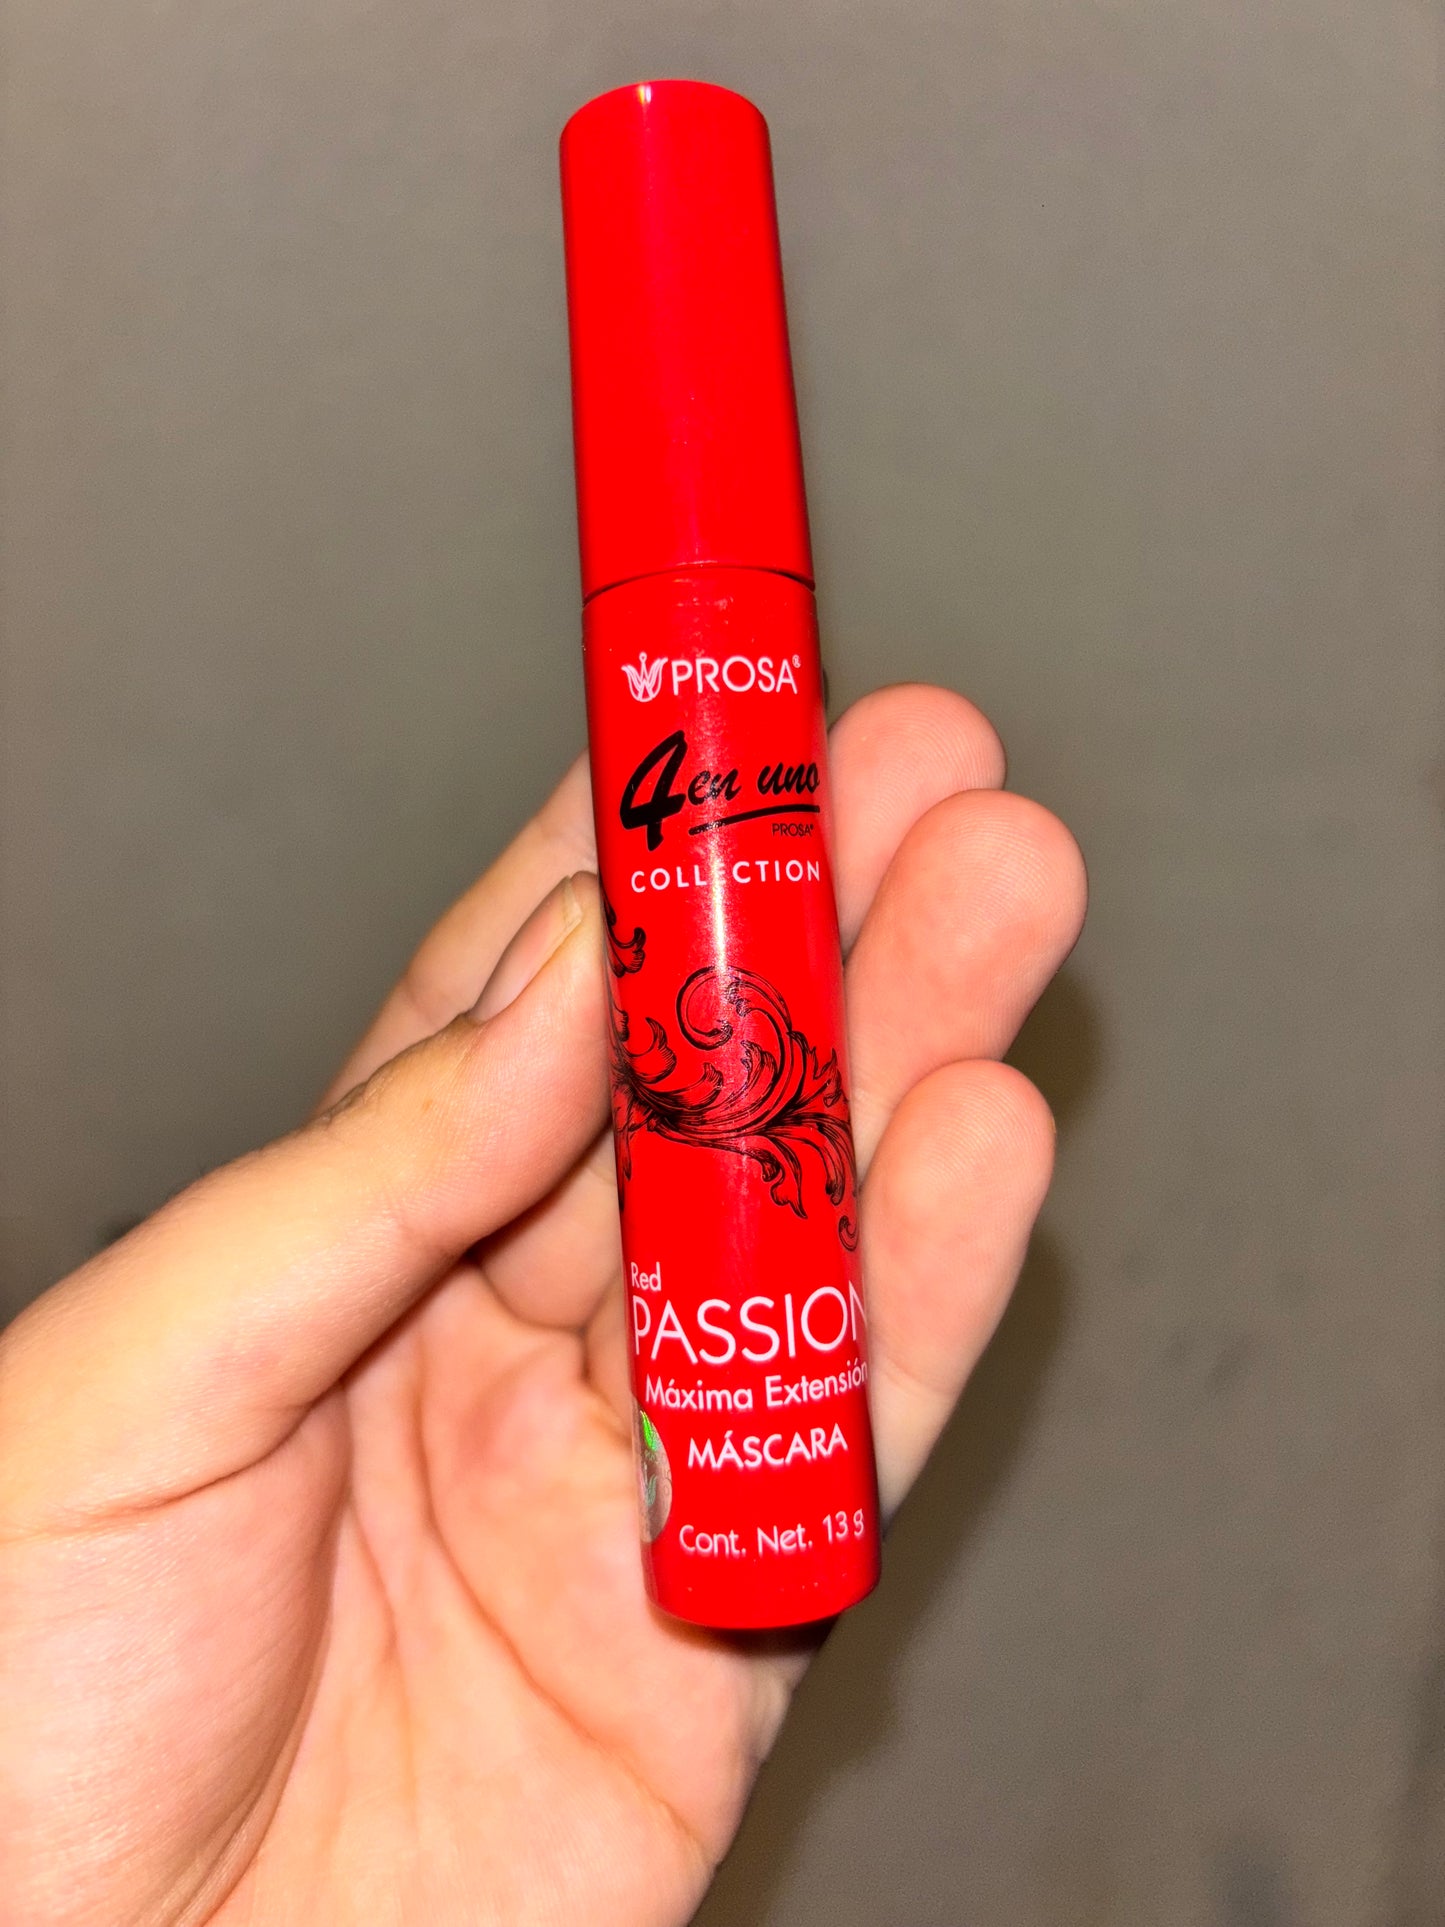 PROSA®
4 en uno
PROSA®
COLLECTION
Red
PASSION
Máxima Extensión
MÁSCARA
Cont. Net. 13 g